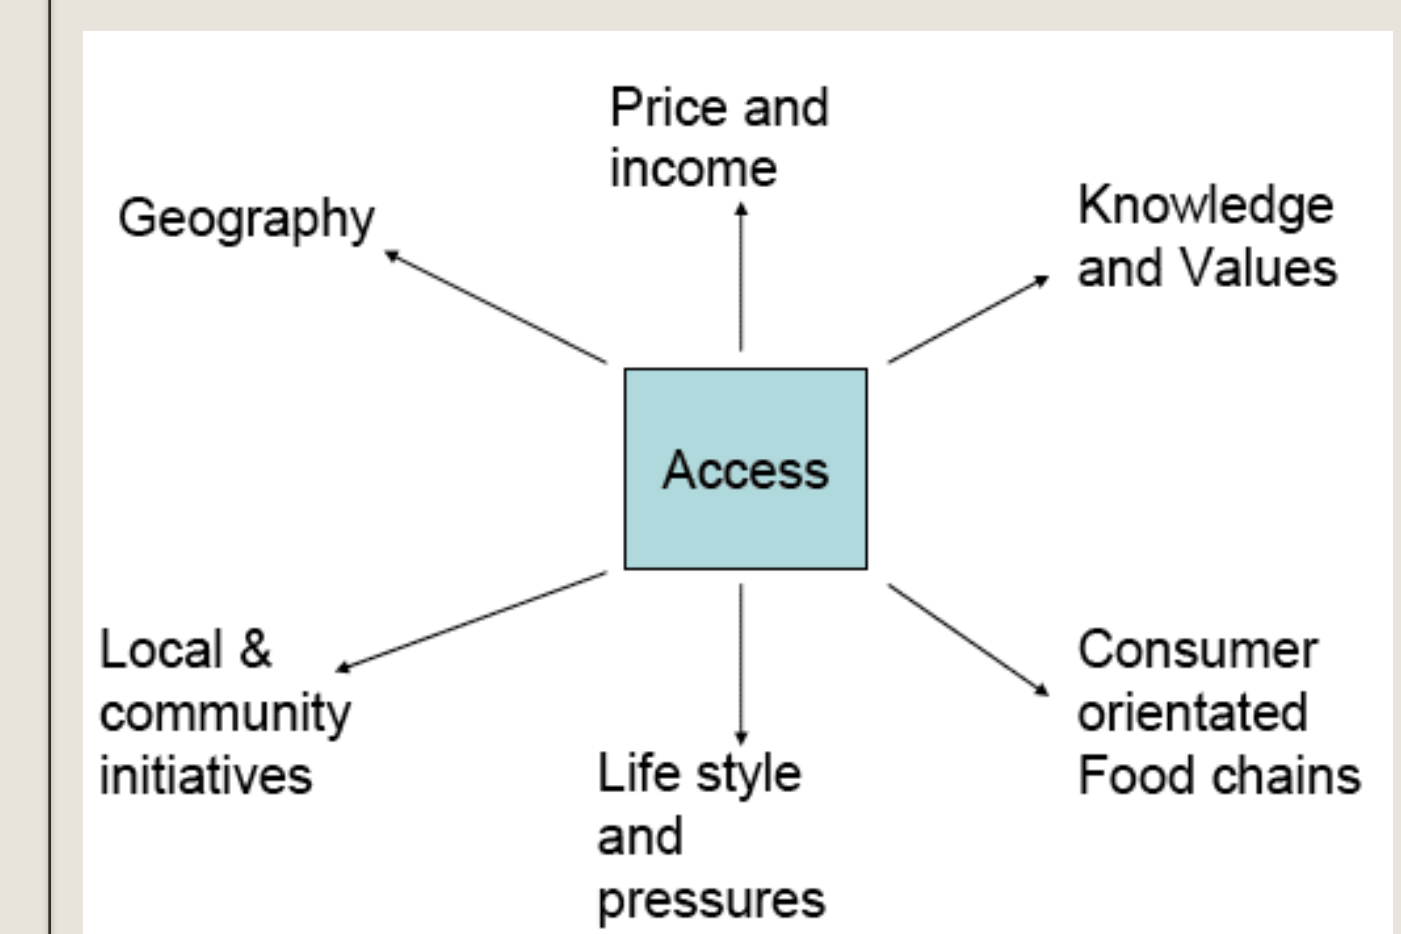 Price and
income
Geography
Knowledge
and Values
Access
Local &
community
initiatives
Life style
and
pressures
Consumer
orientated
Food chains